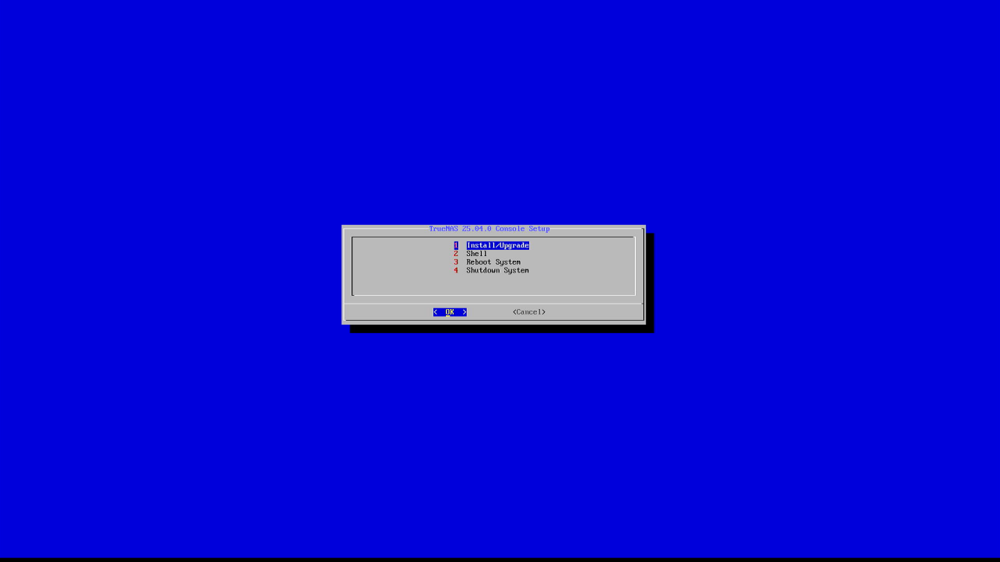 TrueNAS 25.04.0 Console Setup
1 Install/Upgrade
2 Shell
3 Reboot System
4 Shutdown System
< OK > <Cancel>